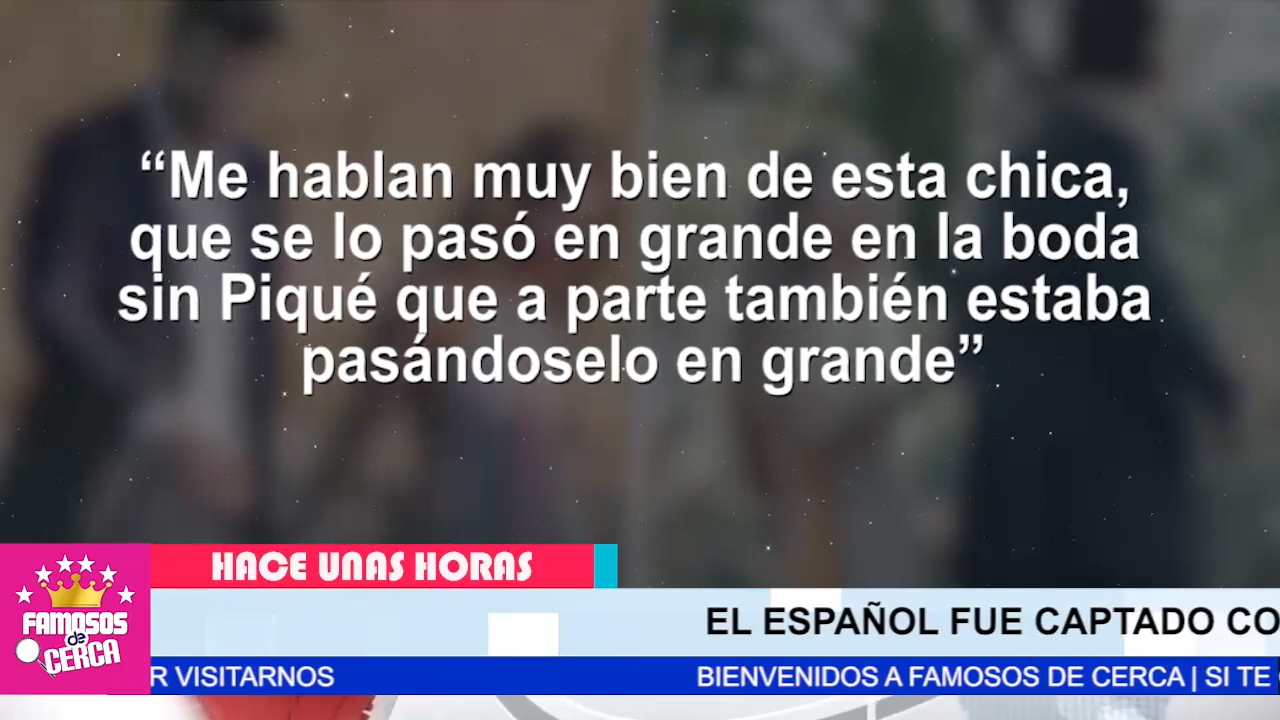 “Me hablan muy bien de esta chica,
que se lo pasó en grande en la boda
sin Piqué que a parte también estaba
pasándoselo en grande”
HACE UNAS HORAS
FAMOSOS
de
CERCA
EL ESPAÑOL FUE CAPTADO CO
R VISITARNOS
BIENVENIDOS A FAMOSOS DE CERCA | SI TE